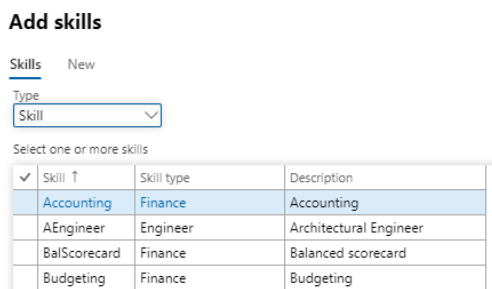 Add skills
Skills New
Type
Skill
Select one or more skills
Skill ↑ Skill type Description
Accounting Finance Accounting
AEngineer Engineer Architectural Engineer
BalScorecard Finance Balanced scorecard
Budgeting Finance Budgeting